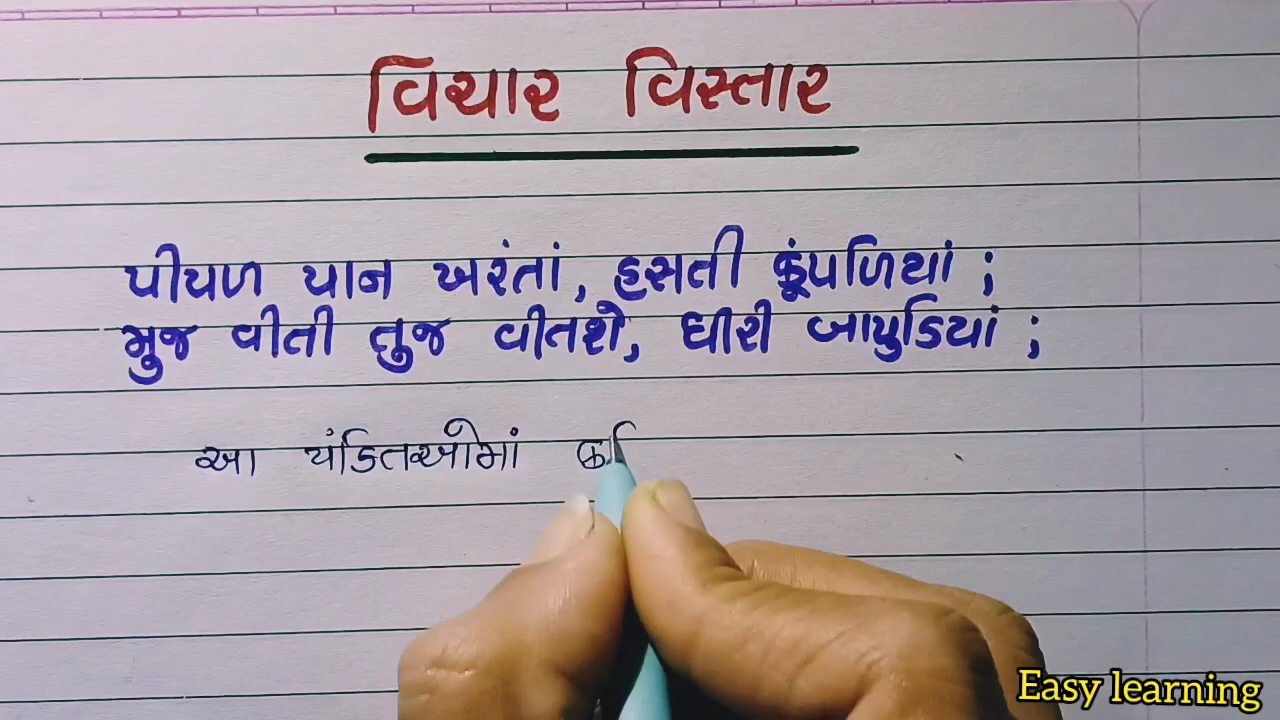 વિચાર વિસ્તાર
પીપળ પાન ખરંતાં, હસતી કૂંપળિયાં ;
મુજ વીતી તુજ વીતશે, ધીરી બાપુડિયાં ;
આ પંક્તિઓમાં
Easy learning